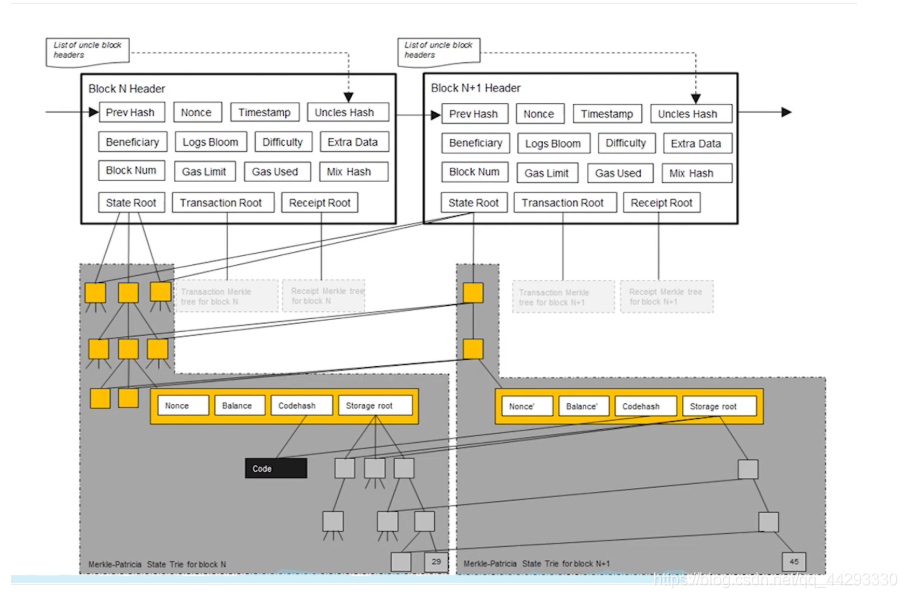 List of uncle block
headers
List of uncle block
headers
Block N Header
Prev Hash
Nonce
Timestamp
Uncles Hash
Beneficiary
Logs Bloom
Difficulty
Extra Data
Block Num
Gas Limit
Gas Used
Mix Hash
State Root
Transaction Root
Receipt Root
Block N+1 Header
Prev Hash
Nonce
Timestamp
Uncles Hash
Beneficiary
Logs Bloom
Difficulty
Extra Data
Block Num
Gas Limit
Gas Used
Mix Hash
State Root
Transaction Root
Receipt Root
Transaction Merkle
tree for block N
Receipt Merkle tree
for block N
Transaction Merkle
tree for block N+1
Receipt Merkle tree
for block N+1
Nonce
Balance
Codehash
Storage root
Nonce'
Balance'
Codehash
Storage root
Code
29
45
Merkle-Patricia State Trie for block N
Merkle-Patricia State Trie for block N+1
https://blog.csdn.net/qq_44293330